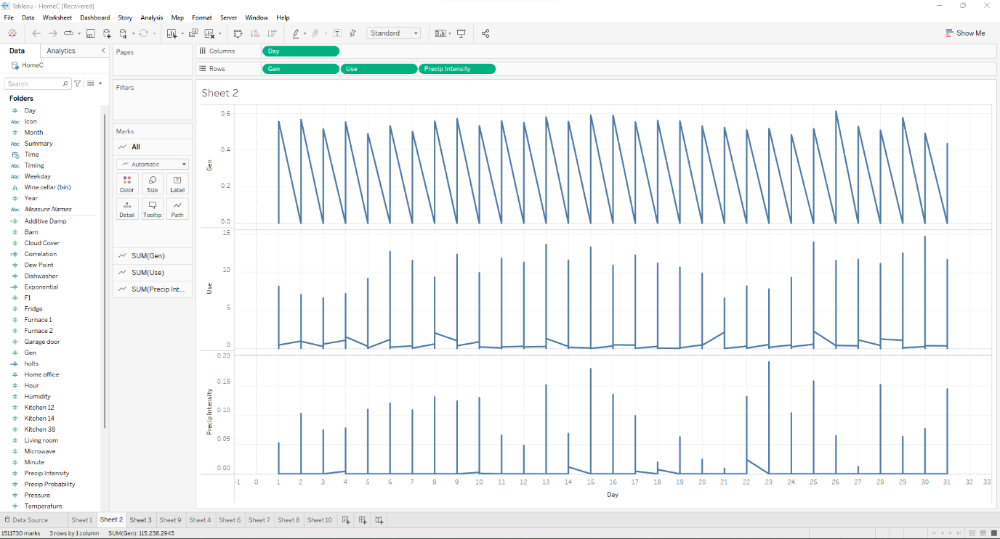 Tableau - HomeC [Recovered]
File Data Worksheet Dashboard Story Analysis Map Format Server Window Help
Standard Show Me
Data Analytics
HomeC
Search
Folders
Day
Abc Icon
Month
Abc Summary
Time
Abc Timing
Abc Weekday
Wine cellar (bin)
Year
Abc Measure Names
Additive Damp
Barn
Cloud Cover
Correlation
Dew Point
Dishwasher
Exponential
F1
Fridge
Furnace 1
Furnace 2
Garage door
Gen
holts
Home office
Hour
Humidity
Kitchen 12
Kitchen 14
Kitchen 38
Living room
Microwave
Minute
Precip Intensity
Precip Probability
Pressure
Temperature
Pages
Filters
Marks
All
Automatic
Color Size Label
Detail Tooltip Path
SUM(Gen)
SUM(Use)
SUM(Precip Int...
Columns Day
Rows Gen Use Precip Intensity
Sheet 2
Gen
0.6
0.4
0.2
0.0
Use
15
10
5
0
Precip Intensity
0.20
0.15
0.10
0.05
0.00
-1 0 1 2 3 4 5 6 7 8 9 10 11 12 13 14 15 16 17 18 19 20 21 22 23 24 25 26 27 28 29 30 31 32 33
Day
Data Source Sheet 1 Sheet 2 Sheet 3 Sheet 9 Sheet 4 Sheet 6 Sheet 7 Sheet 8 Sheet 10
1511730 marks 3 rows by 1 column SUM(Gen): 115,238.2945